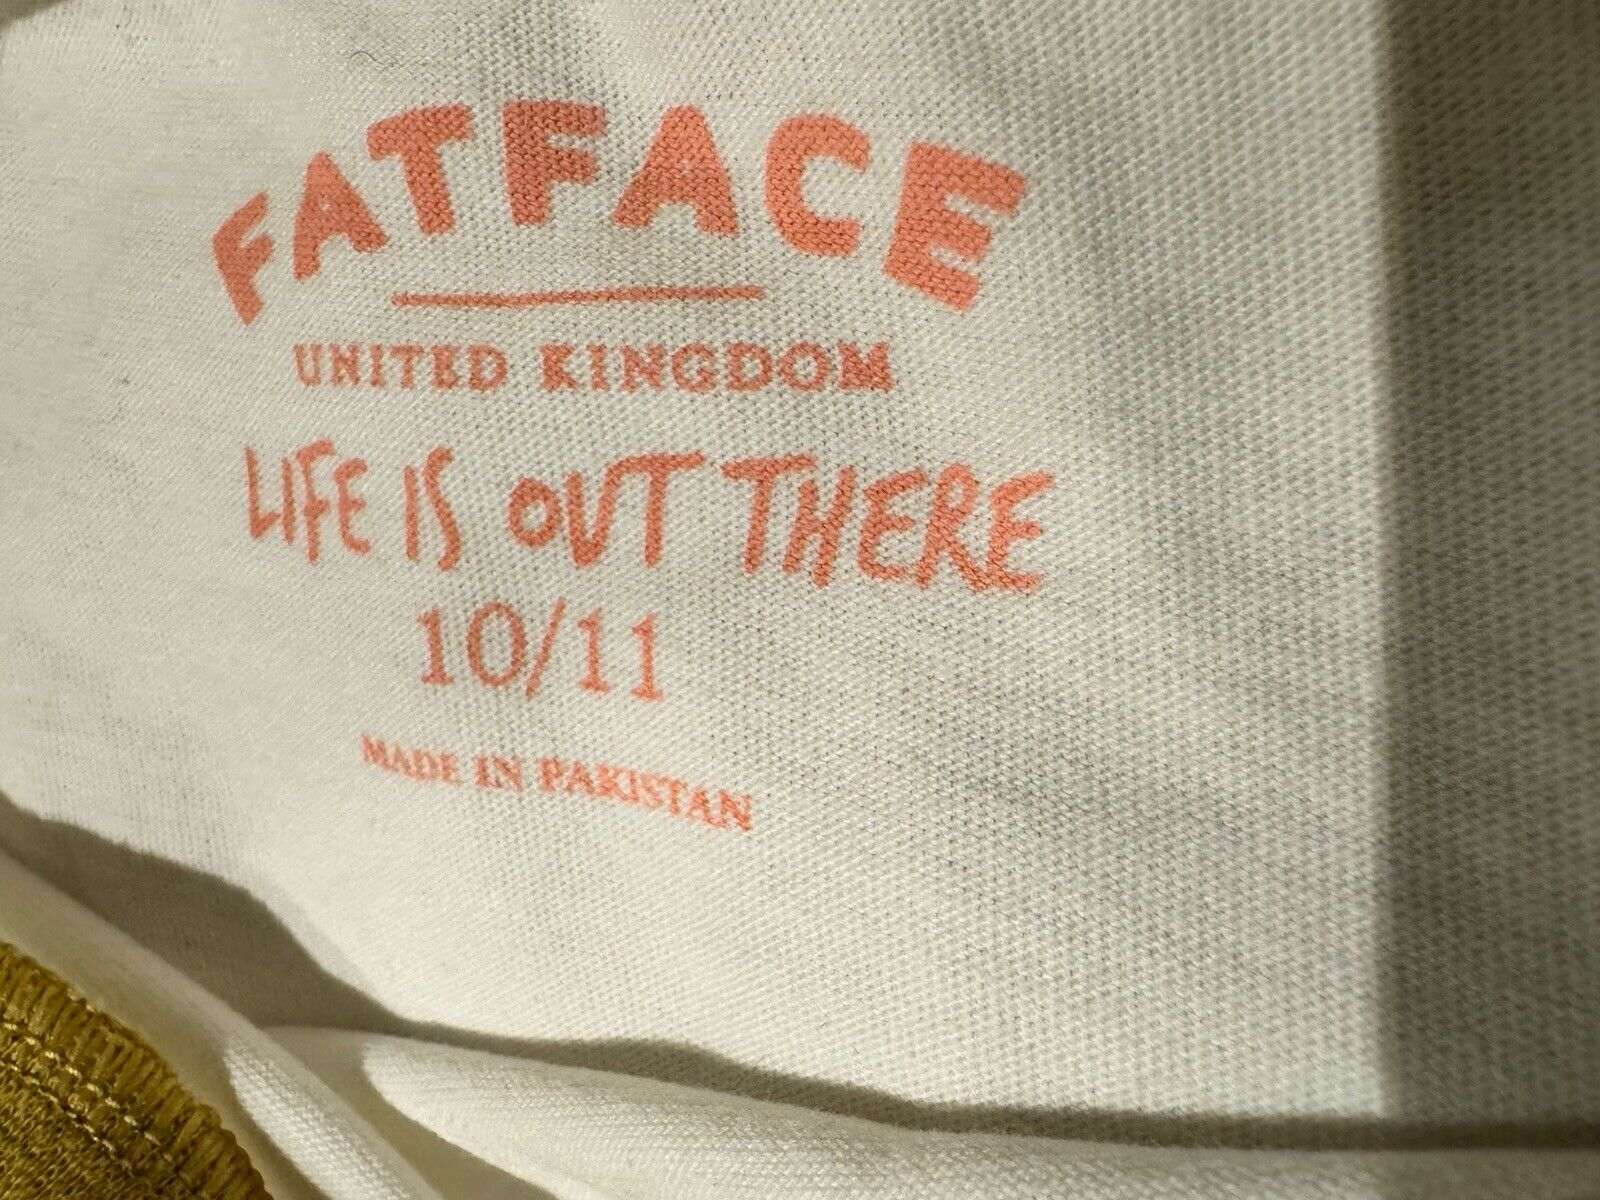 FATFACE
UNITED KINGDOM
LIFE IS OUT THERE
10/11
MADE IN PAKISTAN